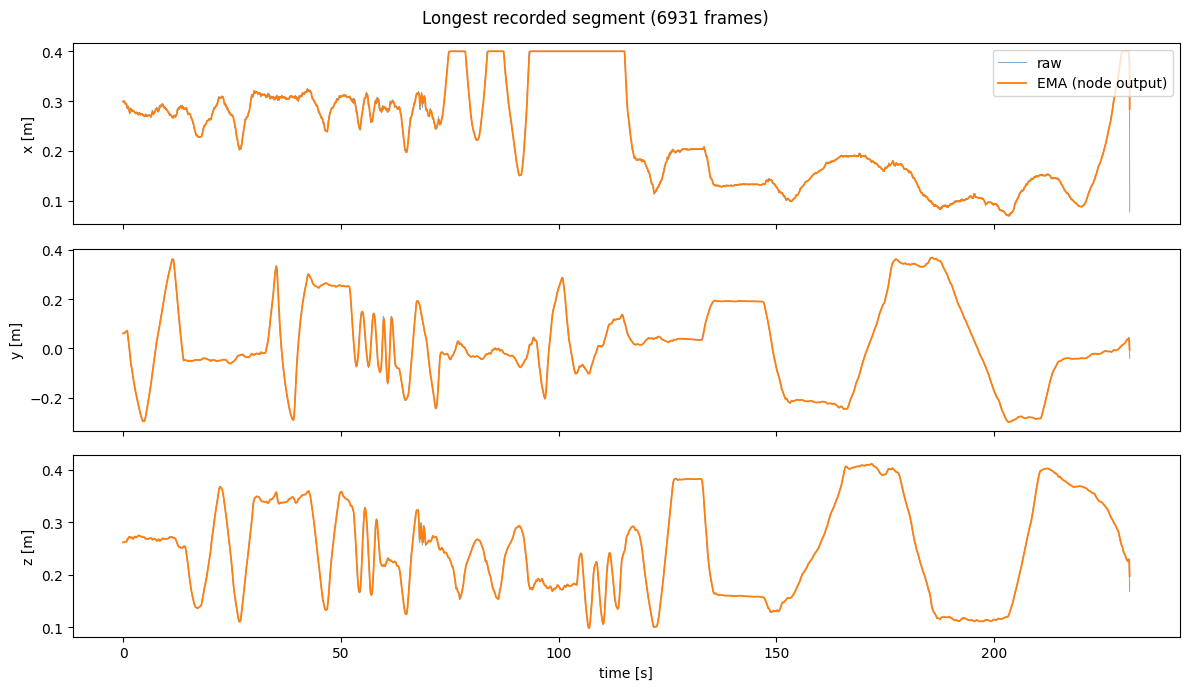 Longest recorded segment (6931 frames)
raw
EMA (node output)
x [m]
0.4
0.3
0.2
0.1
y [m]
0.4
0.2
0.0
−0.2
z [m]
0.4
0.3
0.2
0.1
0 50 100 150 200
time [s]